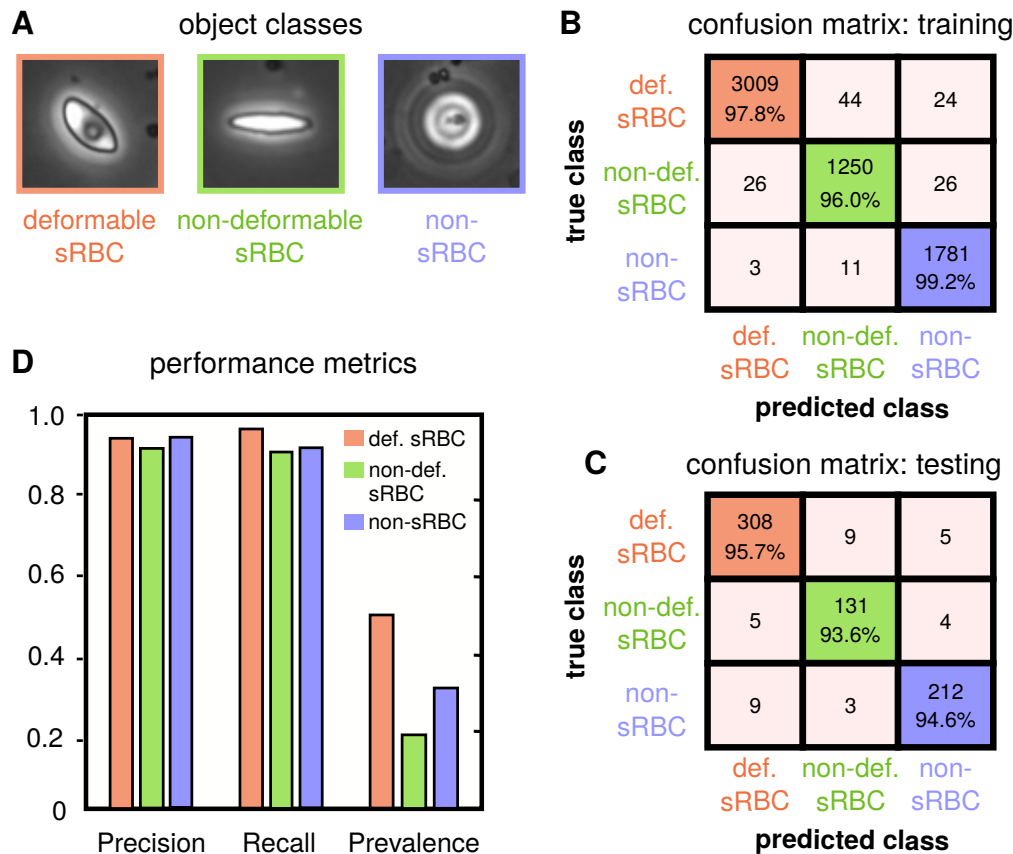 A
object classes
deformable
sRBC
non-deformable
sRBC
non-
sRBC
B
confusion matrix: training
true class
def.
sRBC
3009
97.8%
44
24
non-def.
sRBC
26
1250
96.0%
26
non-
sRBC
3
11
1781
99.2%
def.
sRBC
non-def.
sRBC
non-
sRBC
predicted class
C
confusion matrix: testing
true class
def.
sRBC
308
95.7%
9
5
non-def.
sRBC
5
131
93.6%
4
non-
sRBC
9
3
212
94.6%
def.
sRBC
non-def.
sRBC
non-
sRBC
predicted class
D
performance metrics
1.0
0.8
0.6
0.4
0.2
0
def. sRBC
non-def.
sRBC
non-sRBC
Precision
Recall
Prevalence